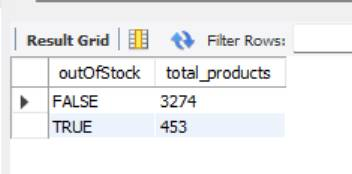 Result Grid Filter Rows:
outOfStock total_products
FALSE 3274
TRUE 453